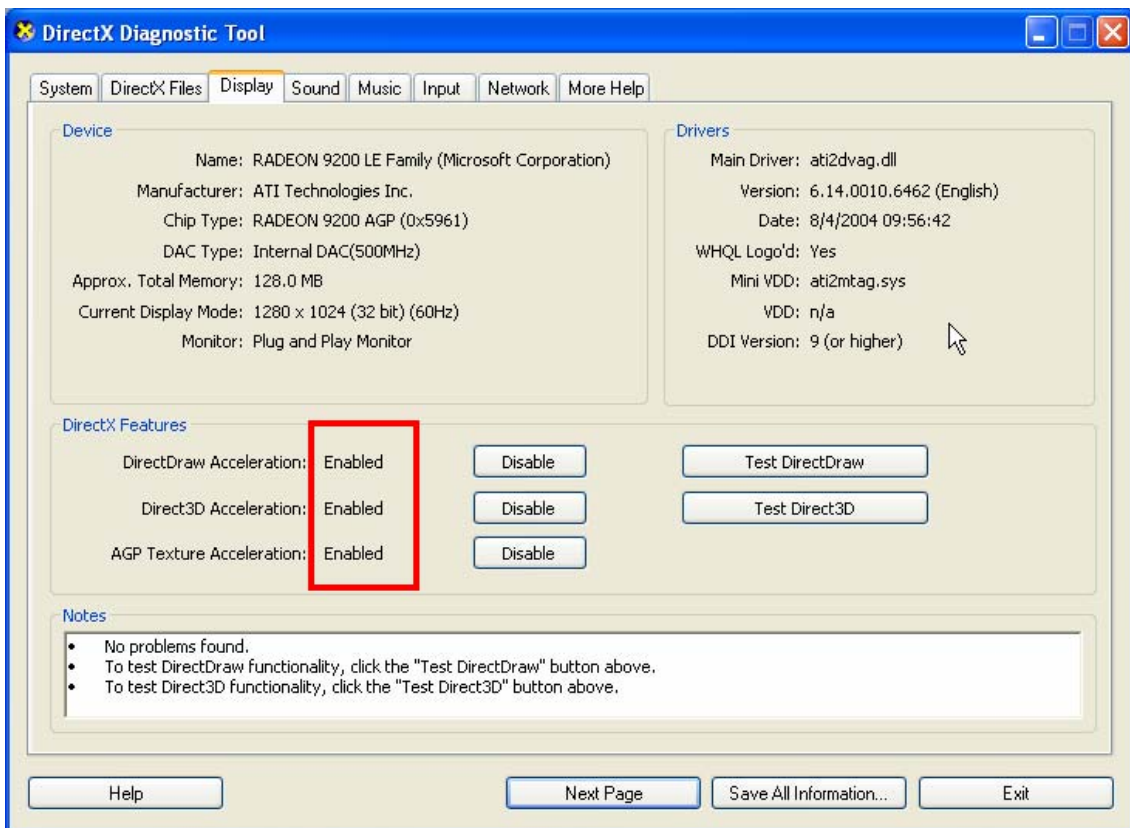 DirectX Diagnostic Tool
System DirectX Files Display Sound Music Input Network More Help
Device
Name: RADEON 9200 LE Family (Microsoft Corporation)
Manufacturer: ATI Technologies Inc.
Chip Type: RADEON 9200 AGP (0x5961)
DAC Type: Internal DAC(500MHz)
Approx. Total Memory: 128.0 MB
Current Display Mode: 1280 x 1024 (32 bit) (60Hz)
Monitor: Plug and Play Monitor
Drivers
Main Driver: ati2dvag.dll
Version: 6.14.0010.6462 (English)
Date: 8/4/2004 09:56:42
WHQL Logo'd: Yes
Mini VDD: ati2mtag.sys
VDD: n/a
DDI Version: 9 (or higher)
DirectX Features
DirectDraw Acceleration: Enabled Disable Test DirectDraw
Direct3D Acceleration: Enabled Disable Test Direct3D
AGP Texture Acceleration: Enabled Disable
Notes
• No problems found.
• To test DirectDraw functionality, click the "Test DirectDraw" button above.
• To test Direct3D functionality, click the "Test Direct3D" button above.
Help Next Page Save All Information... Exit